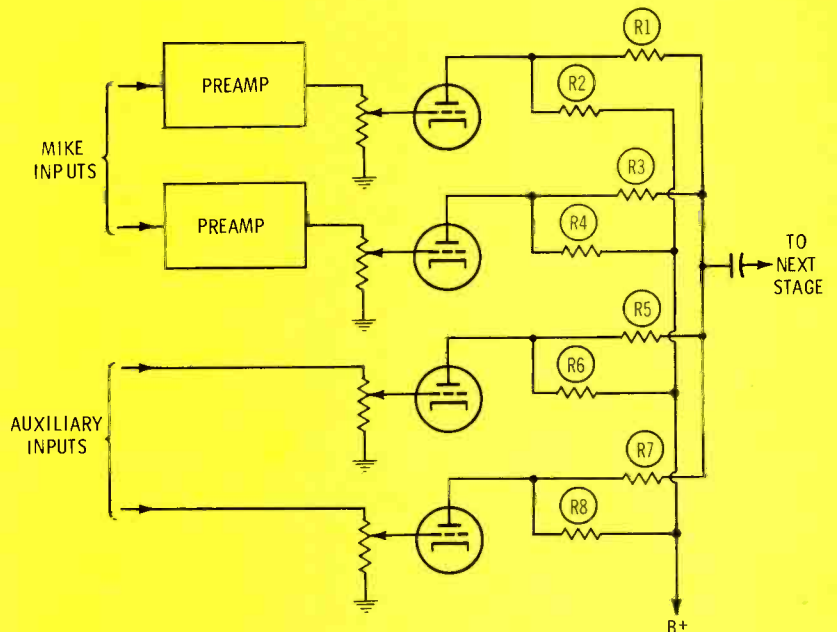 R1
PREAMP
R2
MIKE
INPUTS
R3
PREAMP
R4
TO
NEXT
STAGE
R5
R6
AUXILIARY
INPUTS
R7
R8
B+